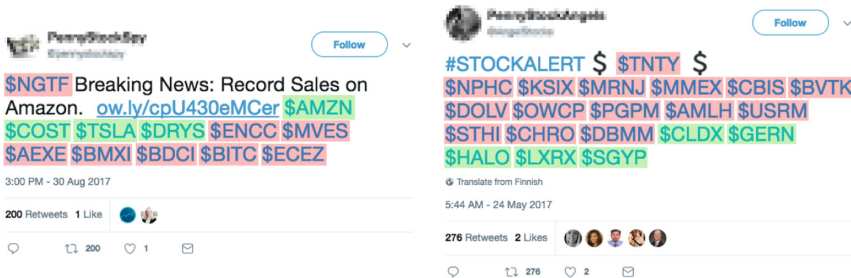 PennyStockSpy
Follow
$NGTF Breaking News: Record Sales on
Amazon. ow.ly/cpU430eMCer $AMZN
$COST $TSLA $DRYS $ENCC $MVES
$AEXE $BMXI $BDCI $BITC $ECEZ
3:00 PM - 30 Aug 2017
200 Retweets 1 Like
200 1
Follow
#STOCKALERT $ $TNTY $
$NPHC $KSIX $MRNJ $MMEX $CBIS $BVTK
$DOLV $OWCP $PGPM $AMLH $USRM
$STHI $CHRO $DBMM $CLDX $GERN
$HALO $LXRX $SGYP
Translate from Finnish
5:44 AM - 24 May 2017
276 Retweets 2 Likes
276 2